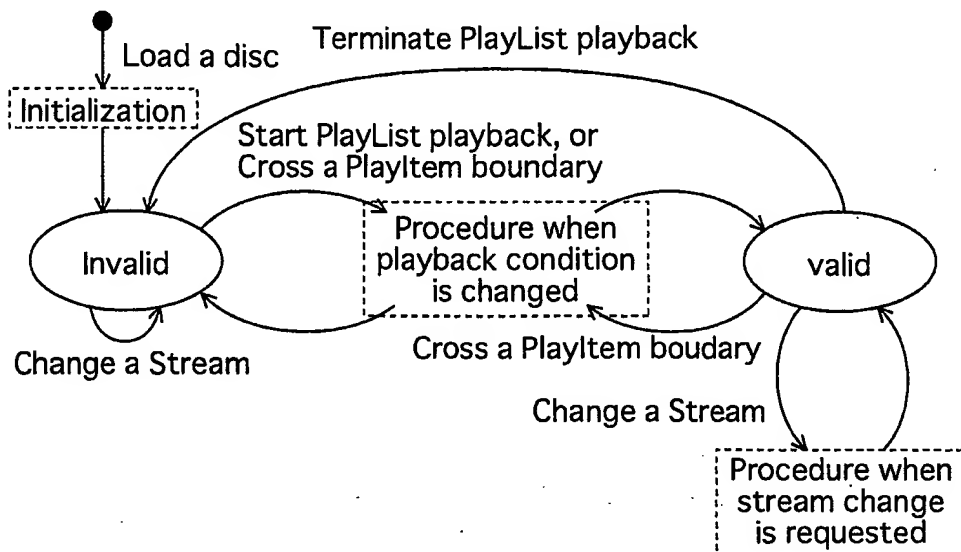 Terminate PlayList playback
Load a disc
Initialization
Start PlayList playback, or
Cross a PlayItem boundary
Invalid
Procedure when
playback condition
is changed
valid
Change a Stream
Cross a PlayItem boudary
Change a Stream
Procedure when
stream change
is requested